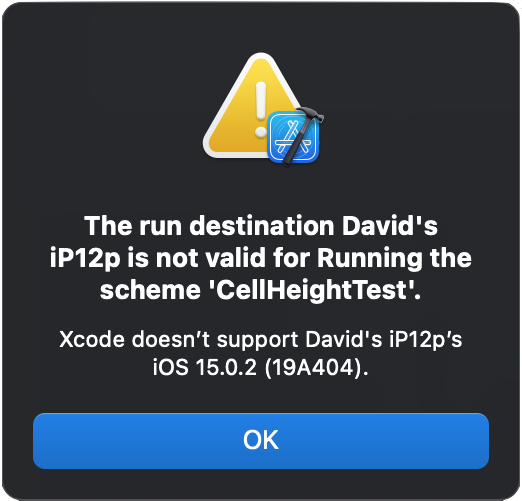 The run destination David's
iP12p is not valid for Running the
scheme 'CellHeightTest'.
Xcode doesn’t support David's iP12p’s
iOS 15.0.2 (19A404).
OK